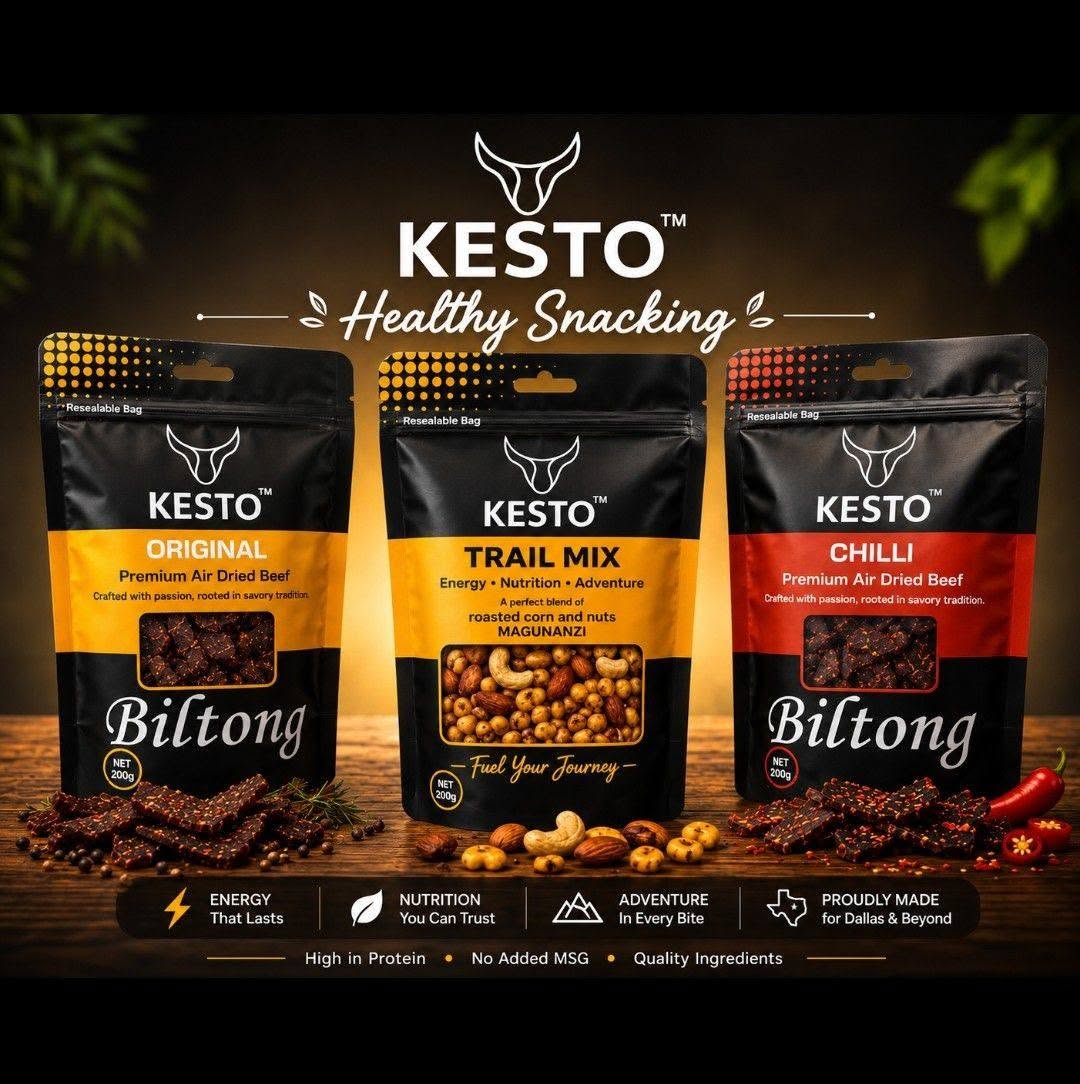 KESTO™
Healthy Snacking
Resealable Bag
KESTO™
ORIGINAL
Premium Air Dried Beef
Crafted with passion, rooted in savory tradition.
Biltong
NET
200g
Resealable Bag
KESTO™
TRAIL MIX
Energy • Nutrition • Adventure
A perfect blend of
roasted corn and nuts
MAGUNANZI
Fuel Your Journey
NET
200g
Resealable Bag
KESTO™
CHILLI
Premium Air Dried Beef
Crafted with passion, rooted in savory tradition.
Biltong
NET
200g
ENERGY
That Lasts
NUTRITION
You Can Trust
ADVENTURE
In Every Bite
PROUDLY MADE
for Dallas & Beyond
High in Protein • No Added MSG • Quality Ingredients